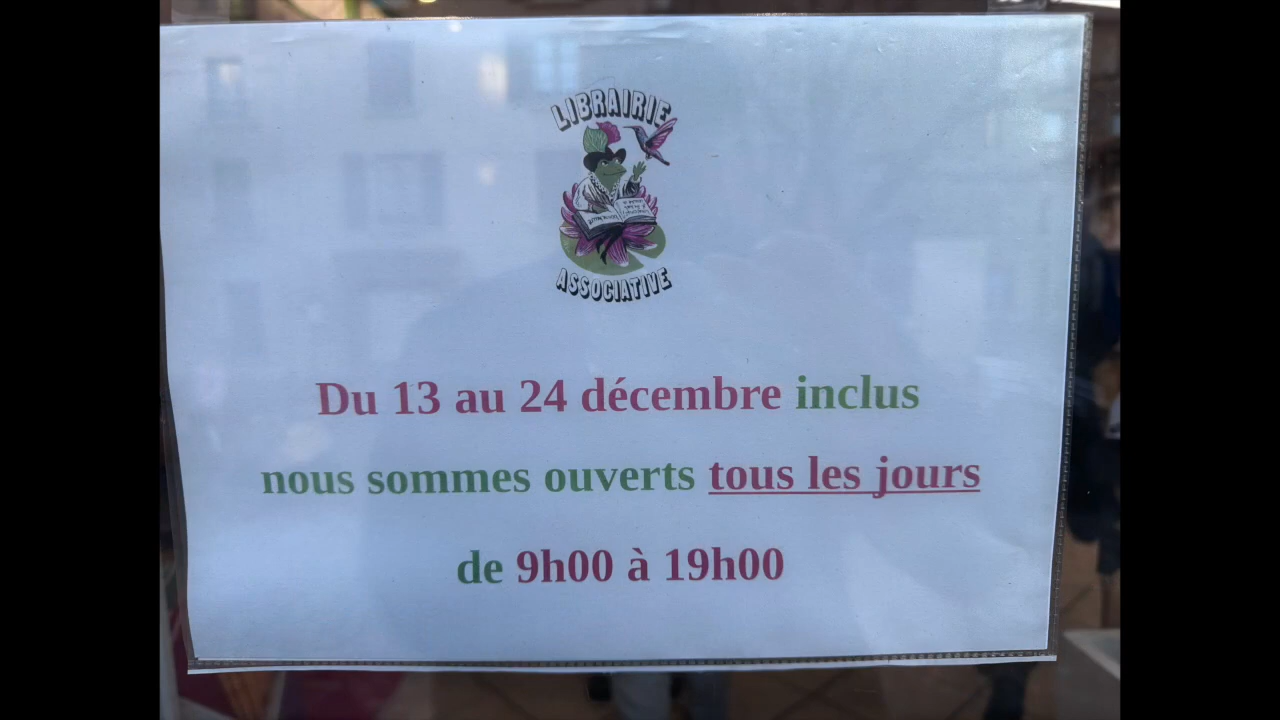 LIBRAIRIE
ASSOCIATIVE
Du 13 au 24 décembre inclus
nous sommes ouverts tous les jours
de 9h00 à 19h00